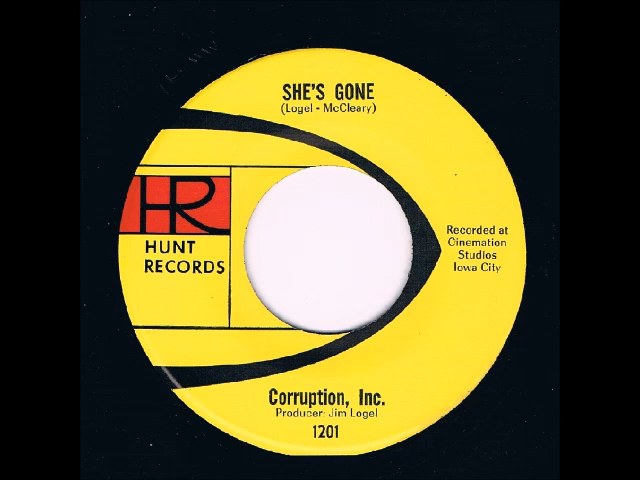 SHE'S GONE
(Logel - McCleary)
HR
HUNT
RECORDS
Recorded at
Cinemation
Studios
Iowa City
Corruption, Inc.
Producer: Jim Logel
1201